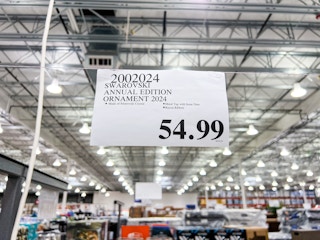 2002024
SWAROVSKI
ANNUAL EDITION
ORNAMENT 2024
54.99